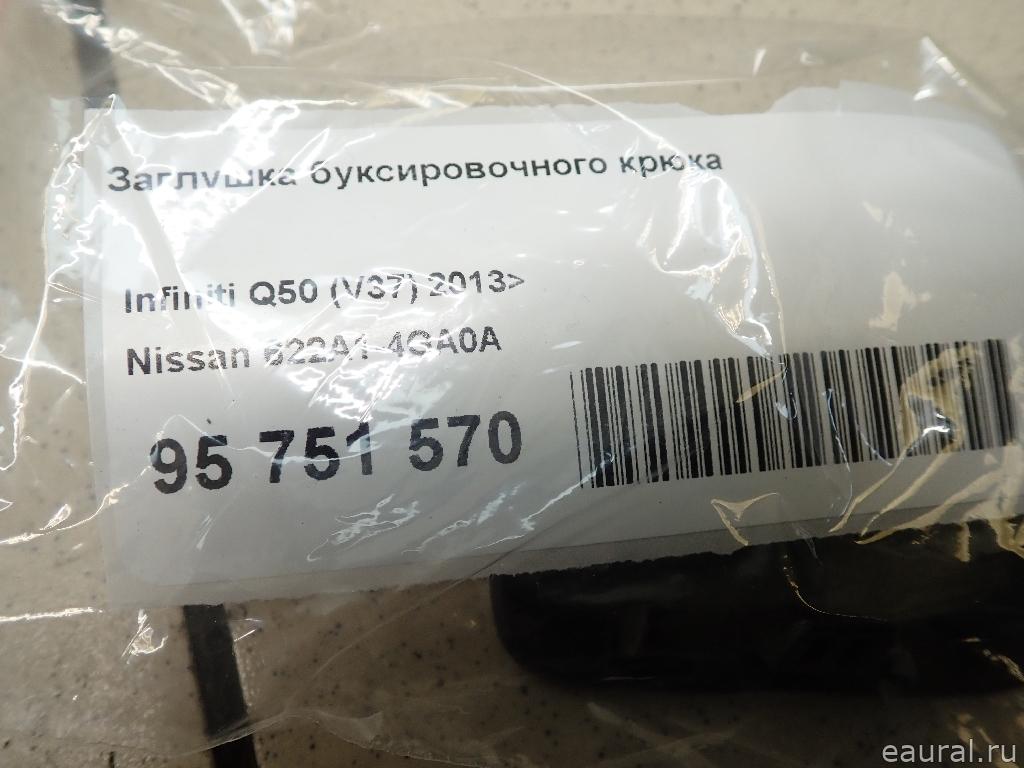 Заглушка буксировочного крюка
Infiniti Q50 (V37) 2013>
Nissan 622A1-4GA0A
95 751 570
eaural.ru